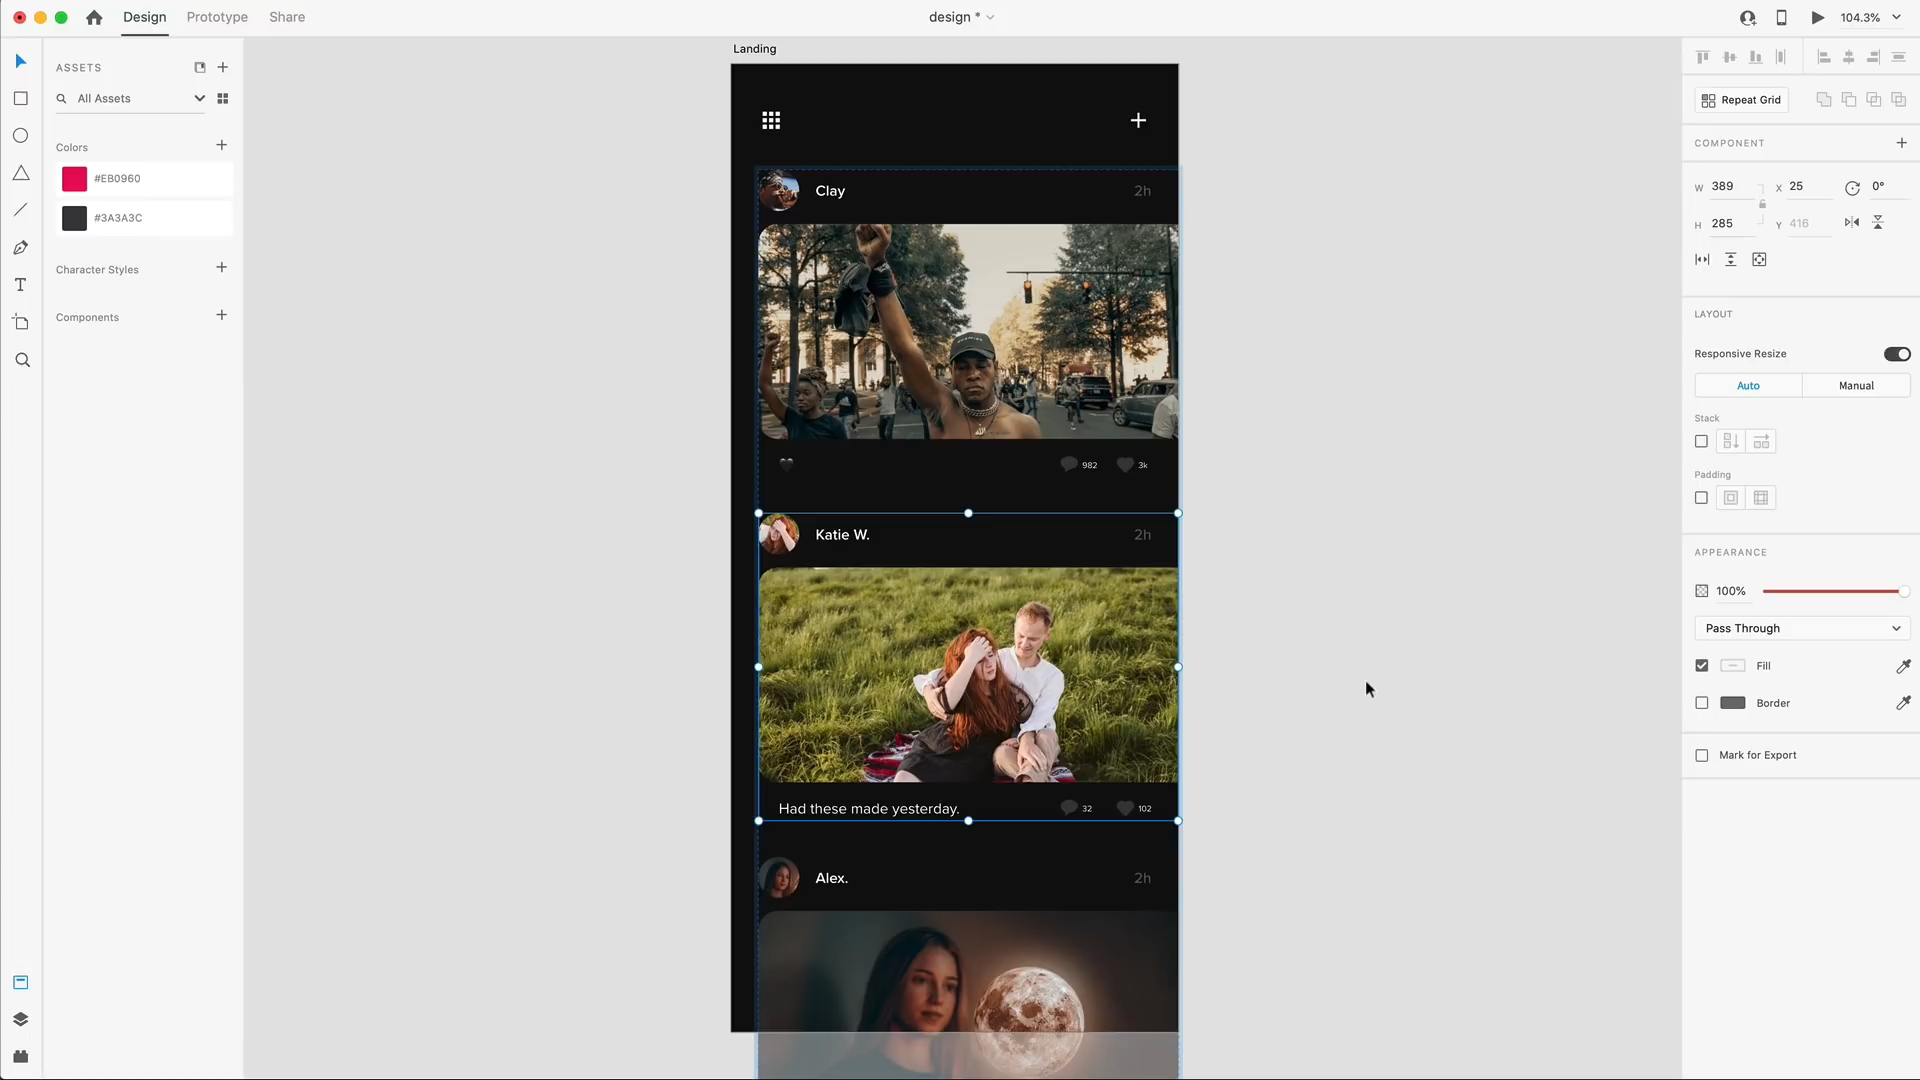 Design Prototype Share design * 104.3%
ASSETS
All Assets
Colors
#EB0960
#3A3A3C
Character Styles
Components
Landing
Clay 2h
982 3k
Katie W. 2h
Had these made yesterday. 32 102
Alex. 2h
Repeat Grid
COMPONENT
W 389 X 25 0°
H 285 Y 416
LAYOUT
Responsive Resize
Auto Manual
Stack
Padding
APPEARANCE
100%
Pass Through
Fill
Border
Mark for Export